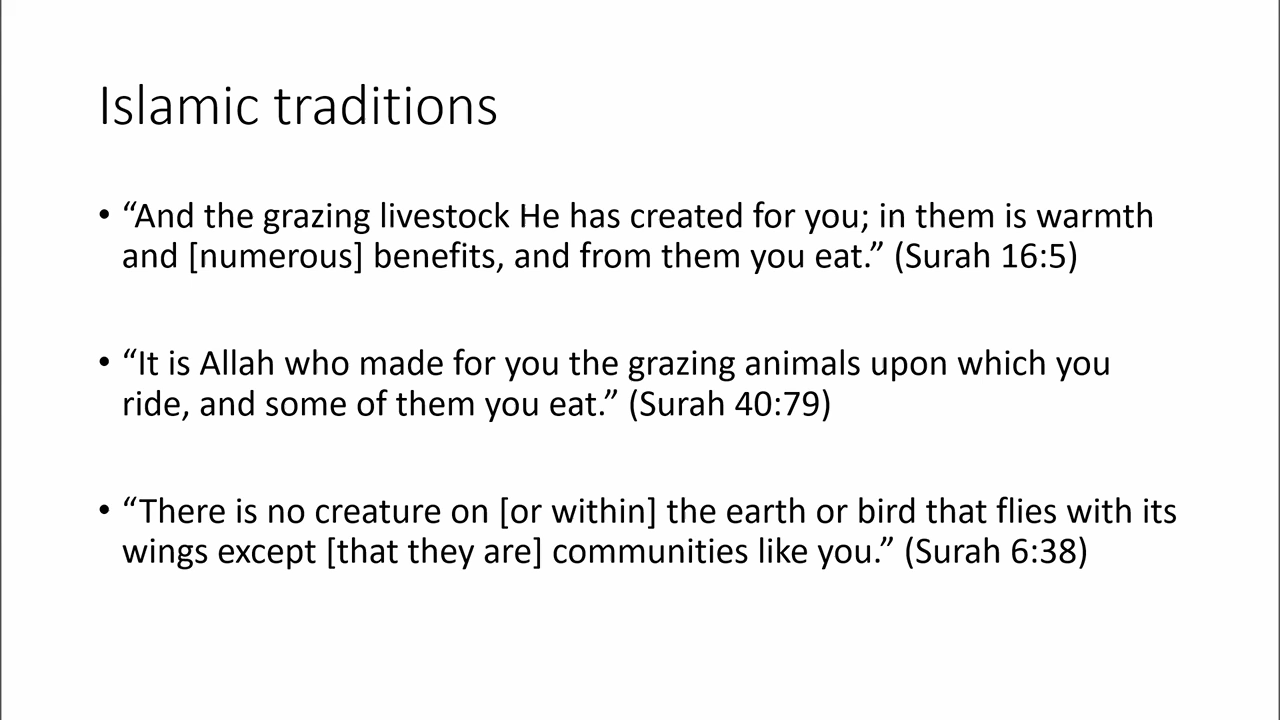 Islamic traditions
• “And the grazing livestock He has created for you; in them is warmth
and [numerous] benefits, and from them you eat.” (Surah 16:5)
• “It is Allah who made for you the grazing animals upon which you
ride, and some of them you eat.” (Surah 40:79)
• “There is no creature on [or within] the earth or bird that flies with its
wings except [that they are] communities like you.” (Surah 6:38)